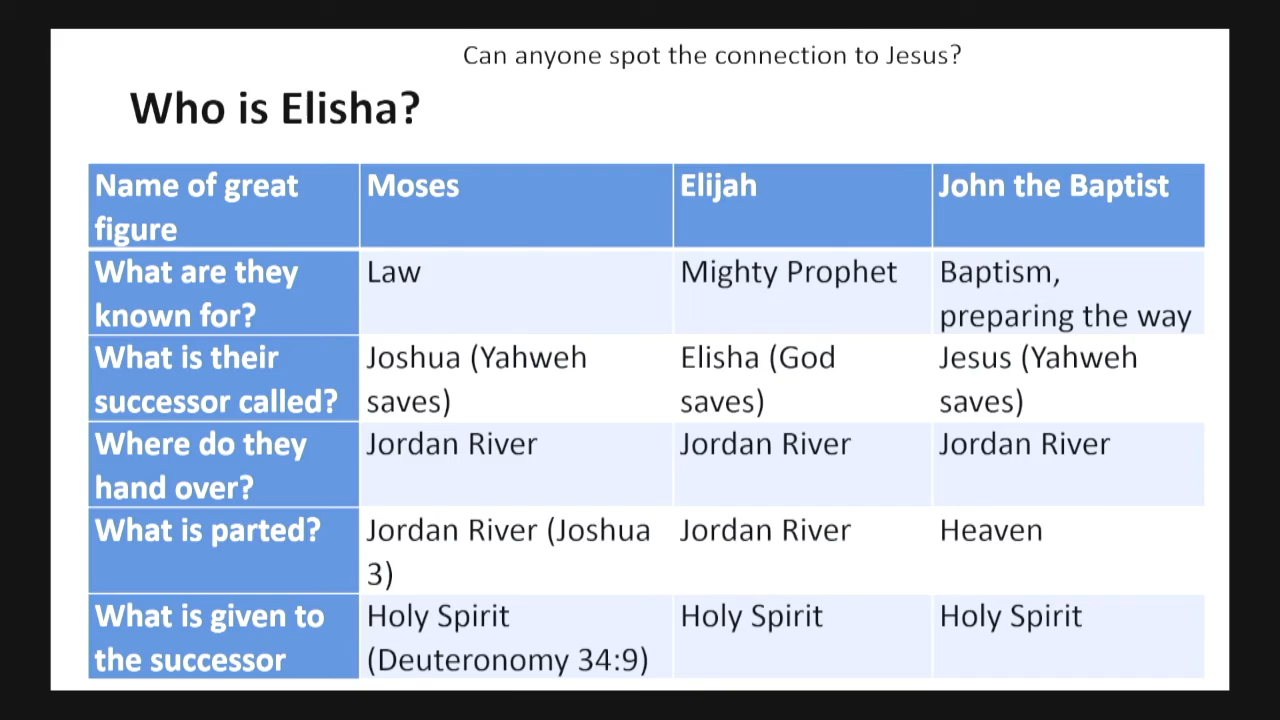 Can anyone spot the connection to Jesus?
Who is Elisha?
Name of great figure | Moses | Elijah | John the Baptist
What are they known for? | Law | Mighty Prophet | Baptism, preparing the way
What is their successor called? | Joshua (Yahweh saves) | Elisha (God saves) | Jesus (Yahweh saves)
Where do they hand over? | Jordan River | Jordan River | Jordan River
What is parted? | Jordan River (Joshua 3) | Jordan River | Heaven
What is given to the successor | Holy Spirit (Deuteronomy 34:9) | Holy Spirit | Holy Spirit